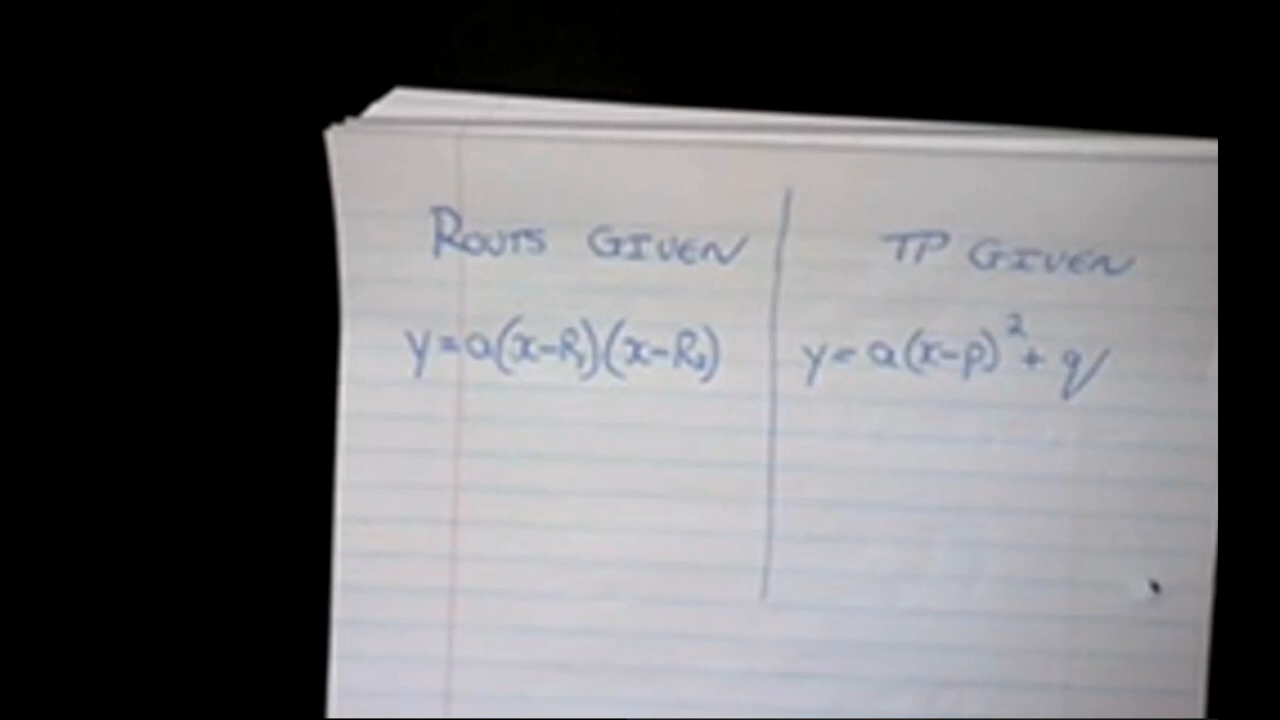 ROOTS GIVEN
y=a(x-R₁)(x-R₂)
TP GIVEN
y=a(x-p)²+q